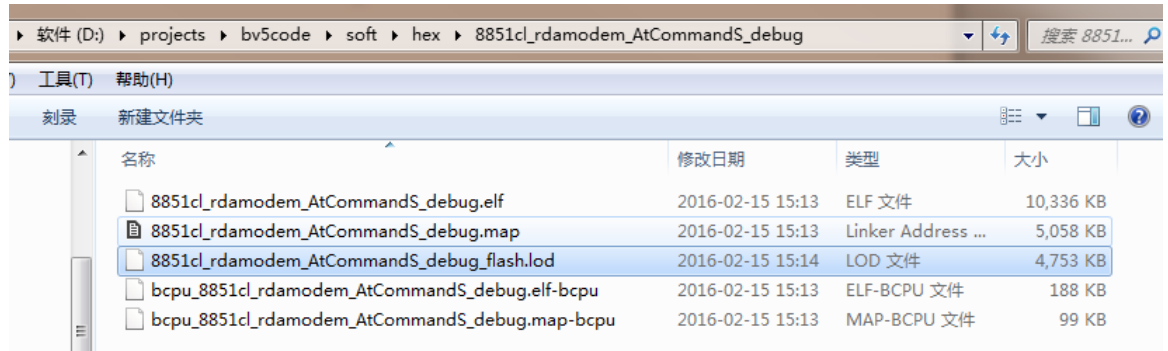 软件 (D:) ▸ projects ▸ bv5code ▸ soft ▸ hex ▸ 8851cl_rdamodem_AtCommandS_debug 搜索 8851...
) 工具(T) 帮助(H)
刻录 新建文件夹
名称 修改日期 类型 大小
8851cl_rdamodem_AtCommandS_debug.elf 2016-02-15 15:13 ELF 文件 10,336 KB
8851cl_rdamodem_AtCommandS_debug.map 2016-02-15 15:13 Linker Address ... 5,058 KB
8851cl_rdamodem_AtCommandS_debug_flash.lod 2016-02-15 15:14 LOD 文件 4,753 KB
bcpu_8851cl_rdamodem_AtCommandS_debug.elf-bcpu 2016-02-15 15:13 ELF-BCPU 文件 188 KB
bcpu_8851cl_rdamodem_AtCommandS_debug.map-bcpu 2016-02-15 15:13 MAP-BCPU 文件 99 KB